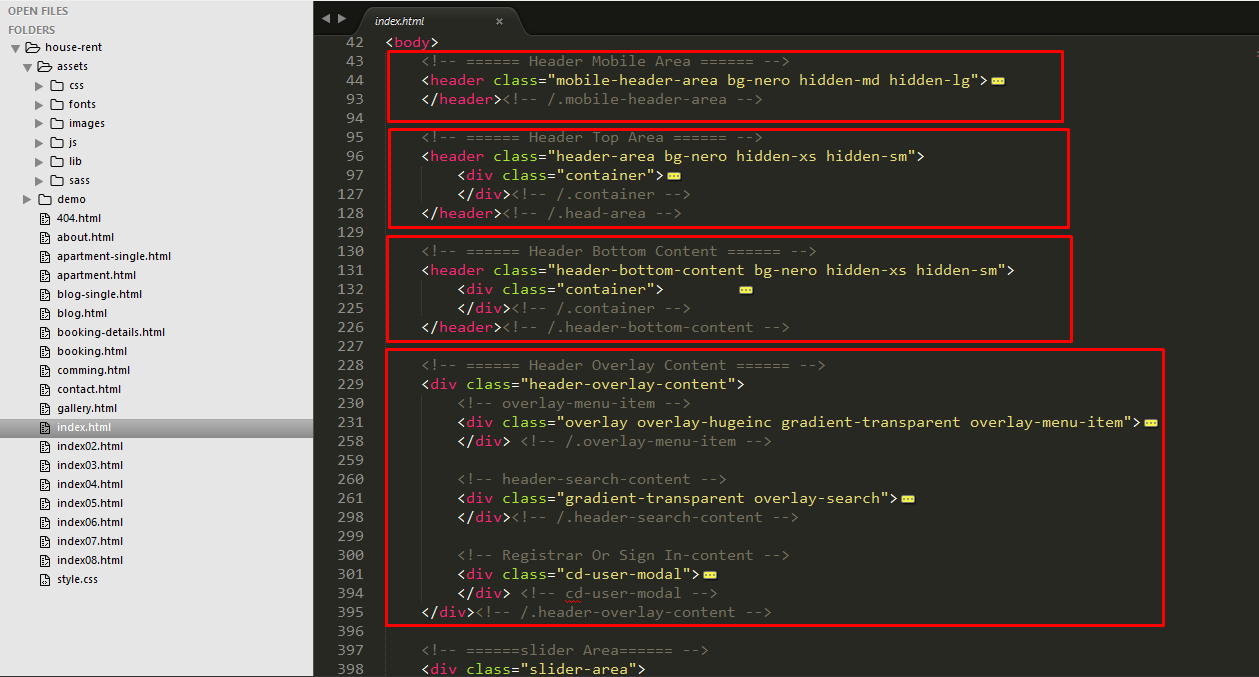 OPEN FILES
FOLDERS
house-rent
assets
css
fonts
images
js
lib
sass
demo
404.html
about.html
apartment-single.html
apartment.html
blog-single.html
blog.html
booking-details.html
booking.html
comming.html
contact.html
gallery.html
index.html
index02.html
index03.html
index04.html
index05.html
index06.html
index07.html
index08.html
style.css
index.html ×
42 <body>
43 <!-- ====== Header Mobile Area ====== -->
44 <header class="mobile-header-area bg-nero hidden-md hidden-lg">
93 </header><!-- /.mobile-header-area -->
94
95 <!-- ====== Header Top Area ====== -->
96 <header class="header-area bg-nero hidden-xs hidden-sm">
97 <div class="container">
127 </div><!-- /.container -->
128 </header><!-- /.head-area -->
129
130 <!-- ====== Header Bottom Content ====== -->
131 <header class="header-bottom-content bg-nero hidden-xs hidden-sm">
132 <div class="container">
225 </div><!-- /.container -->
226 </header><!-- /.header-bottom-content -->
227
228 <!-- ====== Header Overlay Content ====== -->
229 <div class="header-overlay-content">
230 <!-- overlay-menu-item -->
231 <div class="overlay overlay-hugeinc gradient-transparent overlay-menu-item">
258 </div> <!-- /.overlay-menu-item -->
259
260 <!-- header-search-content -->
261 <div class="gradient-transparent overlay-search">
298 </div><!-- /.header-search-content -->
299
300 <!-- Registrar Or Sign In-content -->
301 <div class="cd-user-modal">
394 </div> <!-- cd-user-modal -->
395 </div><!-- /.header-overlay-content -->
396
397 <!-- ======slider Area====== -->
398 <div class="slider-area">